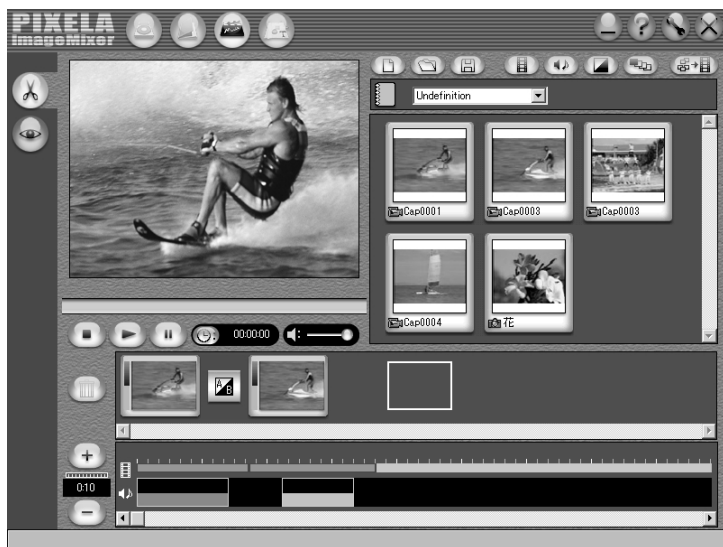 PIXELA
ImageMixer
T
?
Undefinition
Cap0001
Cap0003
Cap0003
Cap0004
花
00:00:00
A
B
0:10